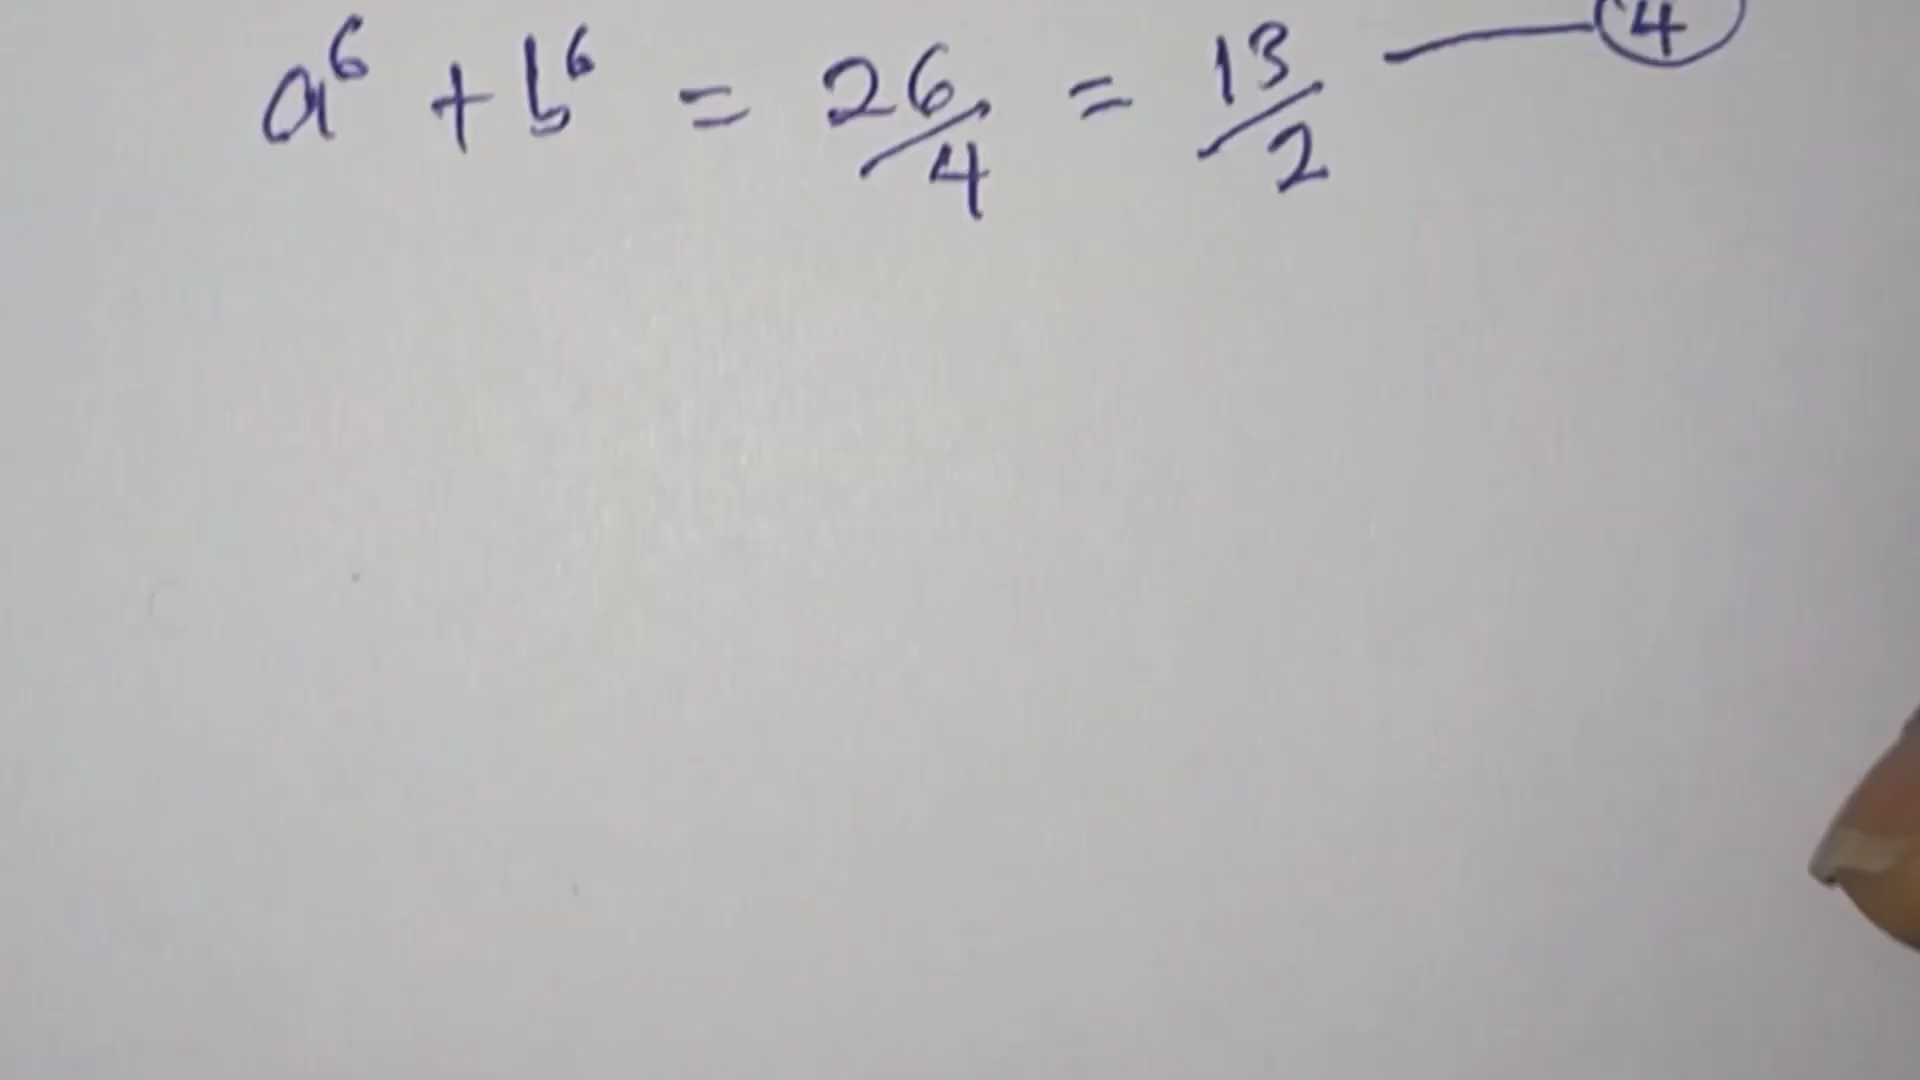 a⁶ + b⁶ = 26/4 = 13/2 — ④